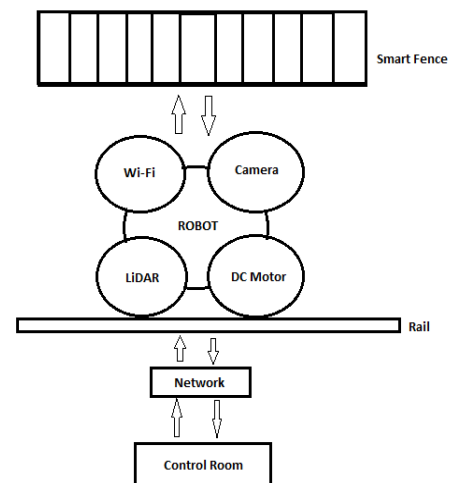 Smart Fence
Wi-Fi
Camera
ROBOT
LiDAR
DC Motor
Rail
Network
Control Room